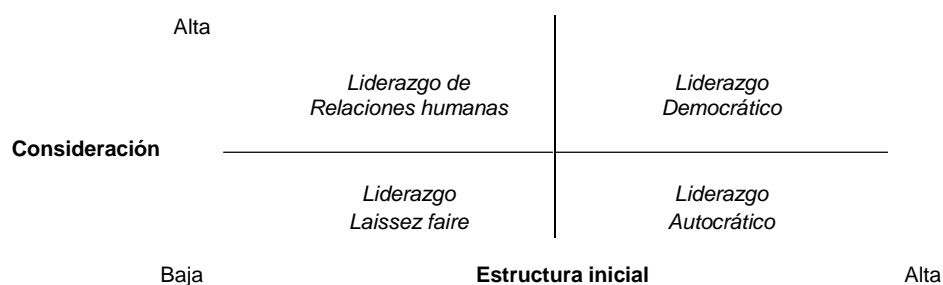 Alta
Liderazgo de
Relaciones humanas
Liderazgo
Democrático
Consideración
Liderazgo
Laissez faire
Liderazgo
Autocrático
Baja
Estructura inicial
Alta